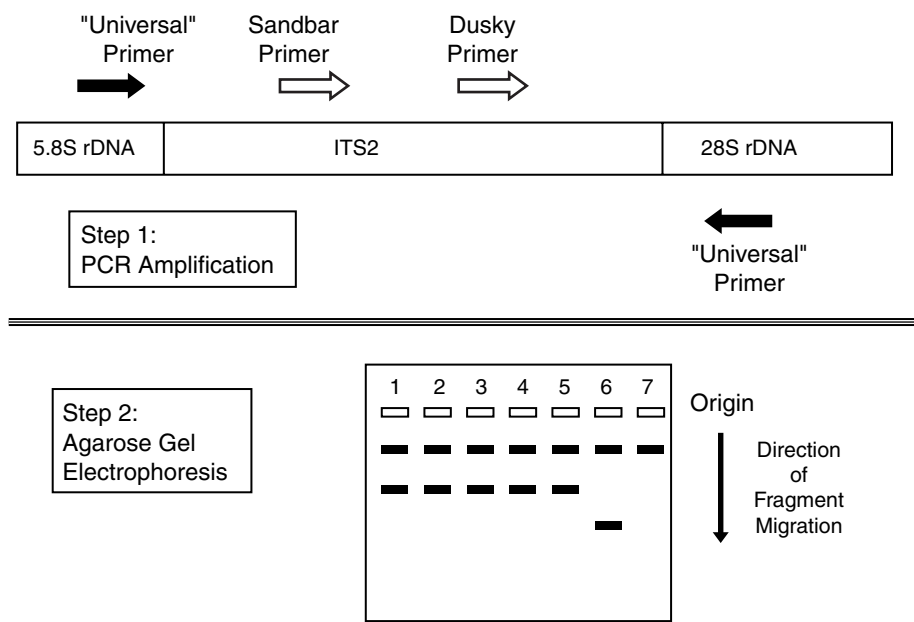 "Universal"
Primer
Sandbar
Primer
Dusky
Primer
5.8S rDNA
ITS2
28S rDNA
Step 1:
PCR Amplification
"Universal"
Primer
Step 2:
Agarose Gel
Electrophoresis
1 2 3 4 5 6 7
Origin
Direction
of
Fragment
Migration